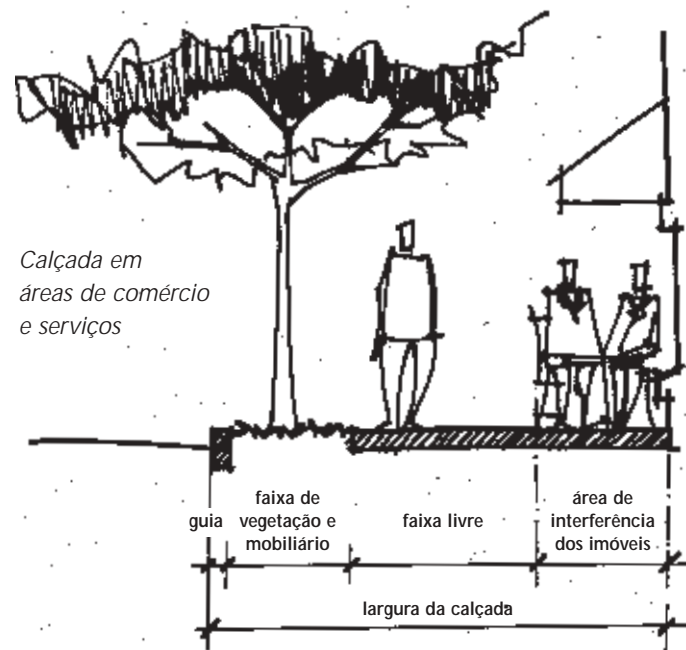 Calçada em
áreas de comércio
e serviços
guia
faixa de
vegetação e
mobiliário
faixa livre
área de
interferência
dos imóveis
largura da calçada